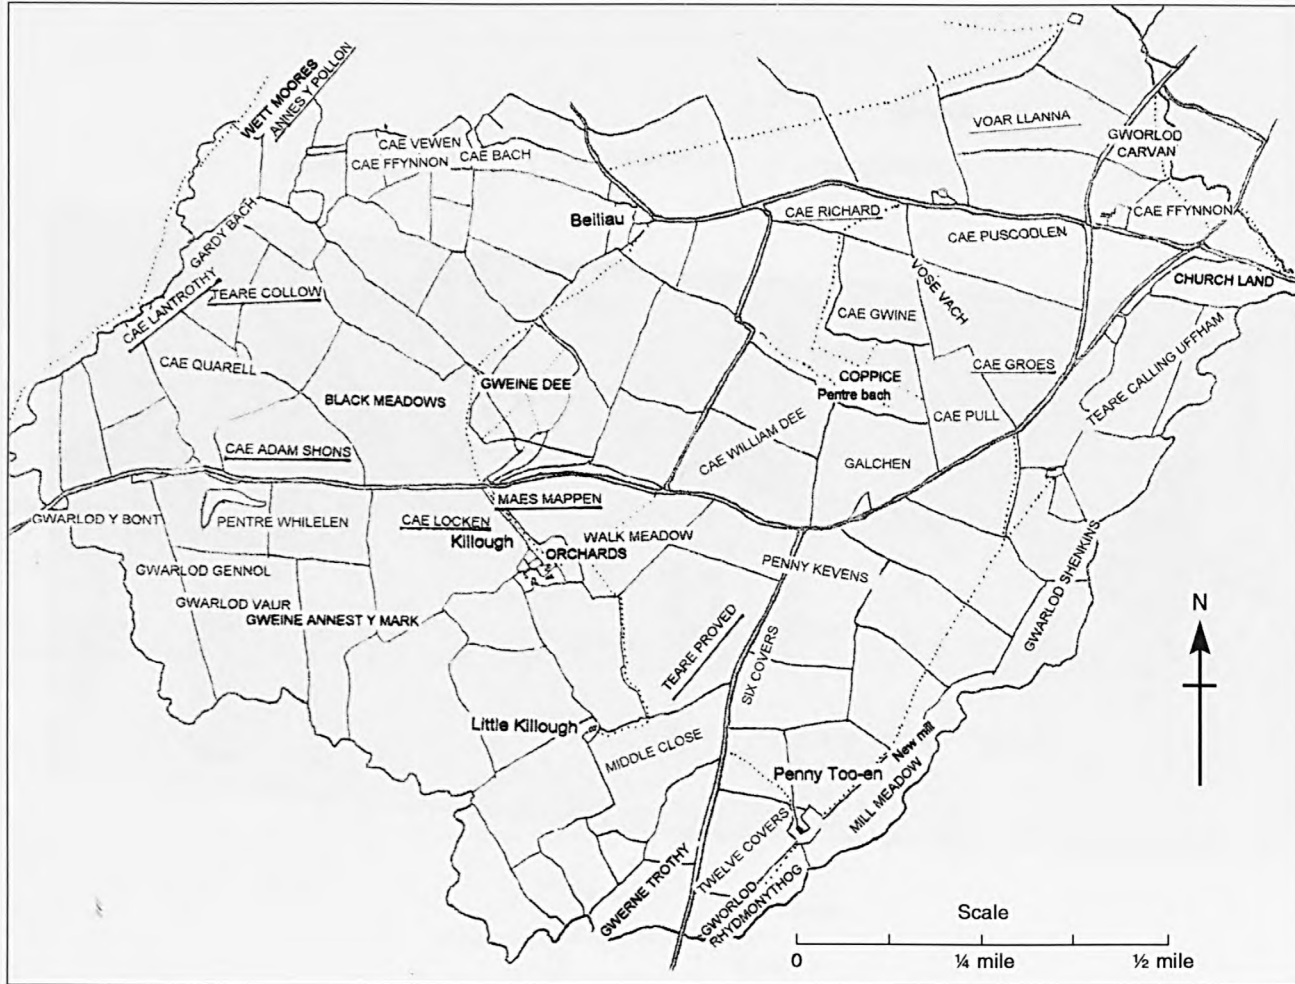 WETT MOORES
ANNES Y POLLON
CAE VEWEN
CAE FFYNNON
CAE BACH
VOAR LLANNA
GWORLOD
CARVAN
GARDY BACH
Beiliau
CAE RICHARD
CAE FFYNNON
CAE PUSCODLEN
CAE LANTROTHY
TEARE COLLOW
VOSE VACH
CHURCH LAND
CAE GWINE
CAE QUARELL
GWEINE DEE
COPPICE
Pentre bach
CAE GROES
TEARE CALLING UFFHAM
BLACK MEADOWS
CAE PULL
CAE ADAM SHONS
CAE WILLIAM DEE
GALCHEN
MAES MAPPEN
GWARLOD Y BONT
PENTRE WHILELEN
CAE LOCKEN
Killough
WALK MEADOW
ORCHARDS
GWARLOD GENNOL
PENNY KEVENS
GWARLOD SHENKINS
GWARLOD VAUR
GWEINE ANNEST Y MARK
N
TEARE PROVED
SIX COVERS
Little Killough
MIDDLE CLOSE
New mill
Penny Too-en
MILL MEADOW
TWELVE COVERS
GWERNE TROTHY
GWORLOD
RHYDMONYTHOG
Scale
0 ¼ mile ½ mile